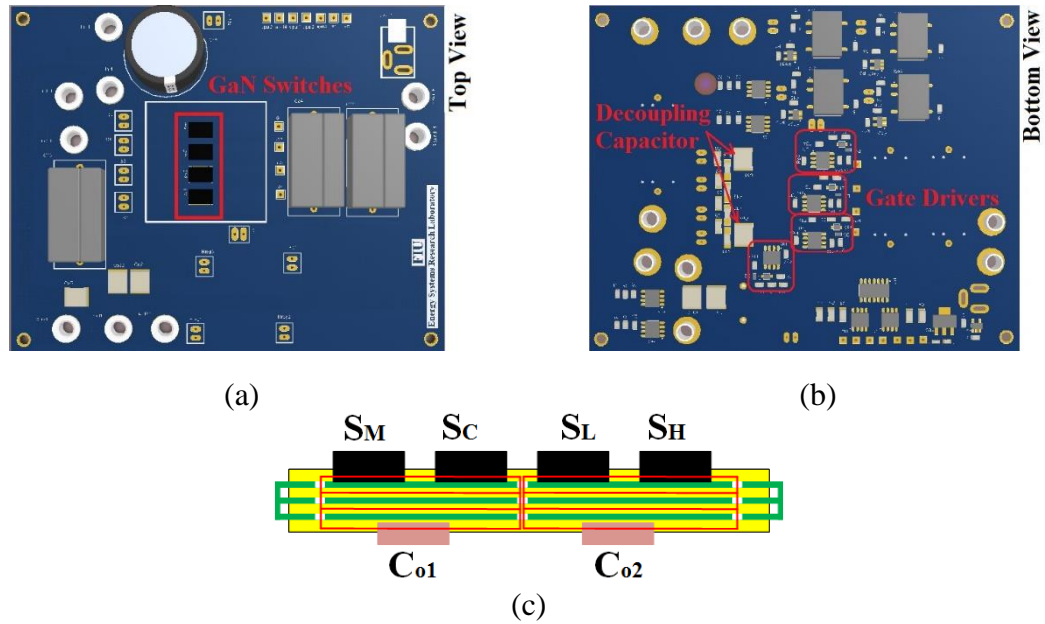 GaN Switches
Top View
FIU
Energy Systems Research Laboratory
Decoupling
Capacitor
Gate Drivers
Bottom View
(a)
(b)
SM SC SL SH
Co1 Co2
(c)